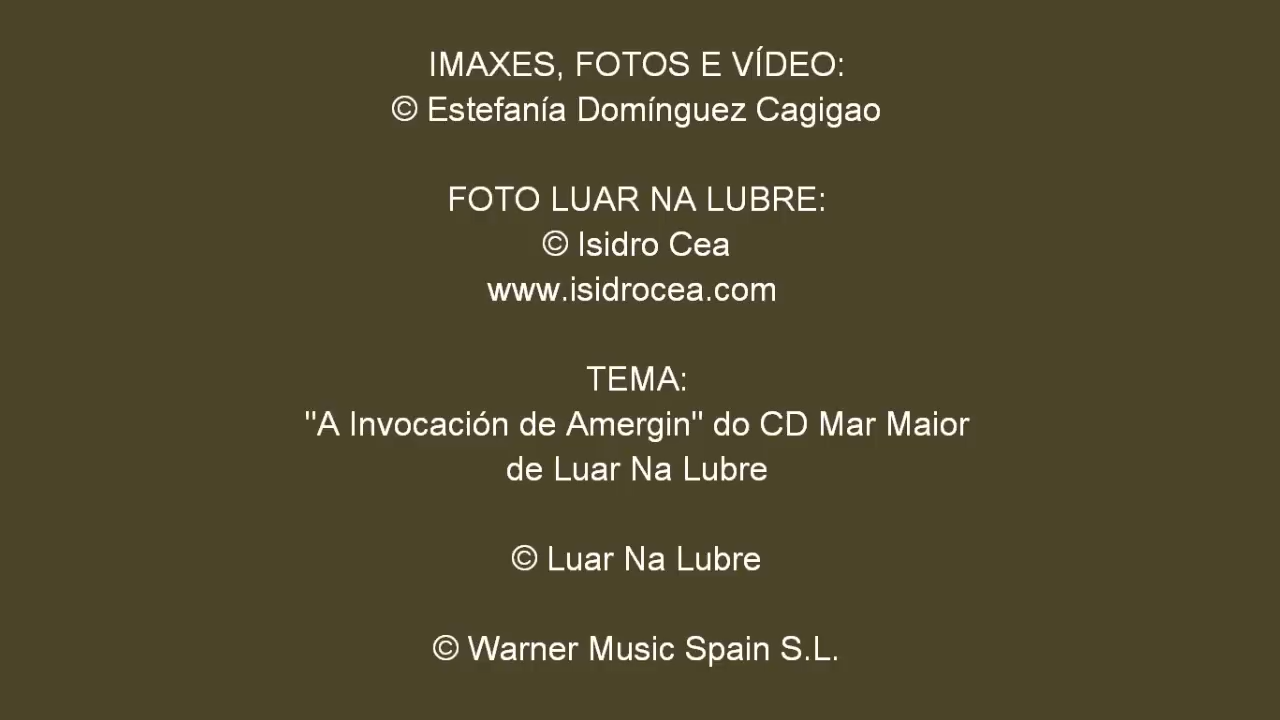 IMAXES, FOTOS E VÍDEO:
© Estefanía Domínguez Cagigao
FOTO LUAR NA LUBRE:
© Isidro Cea
www.isidrocea.com
TEMA:
"A Invocación de Amergin" do CD Mar Maior
de Luar Na Lubre
© Luar Na Lubre
© Warner Music Spain S.L.